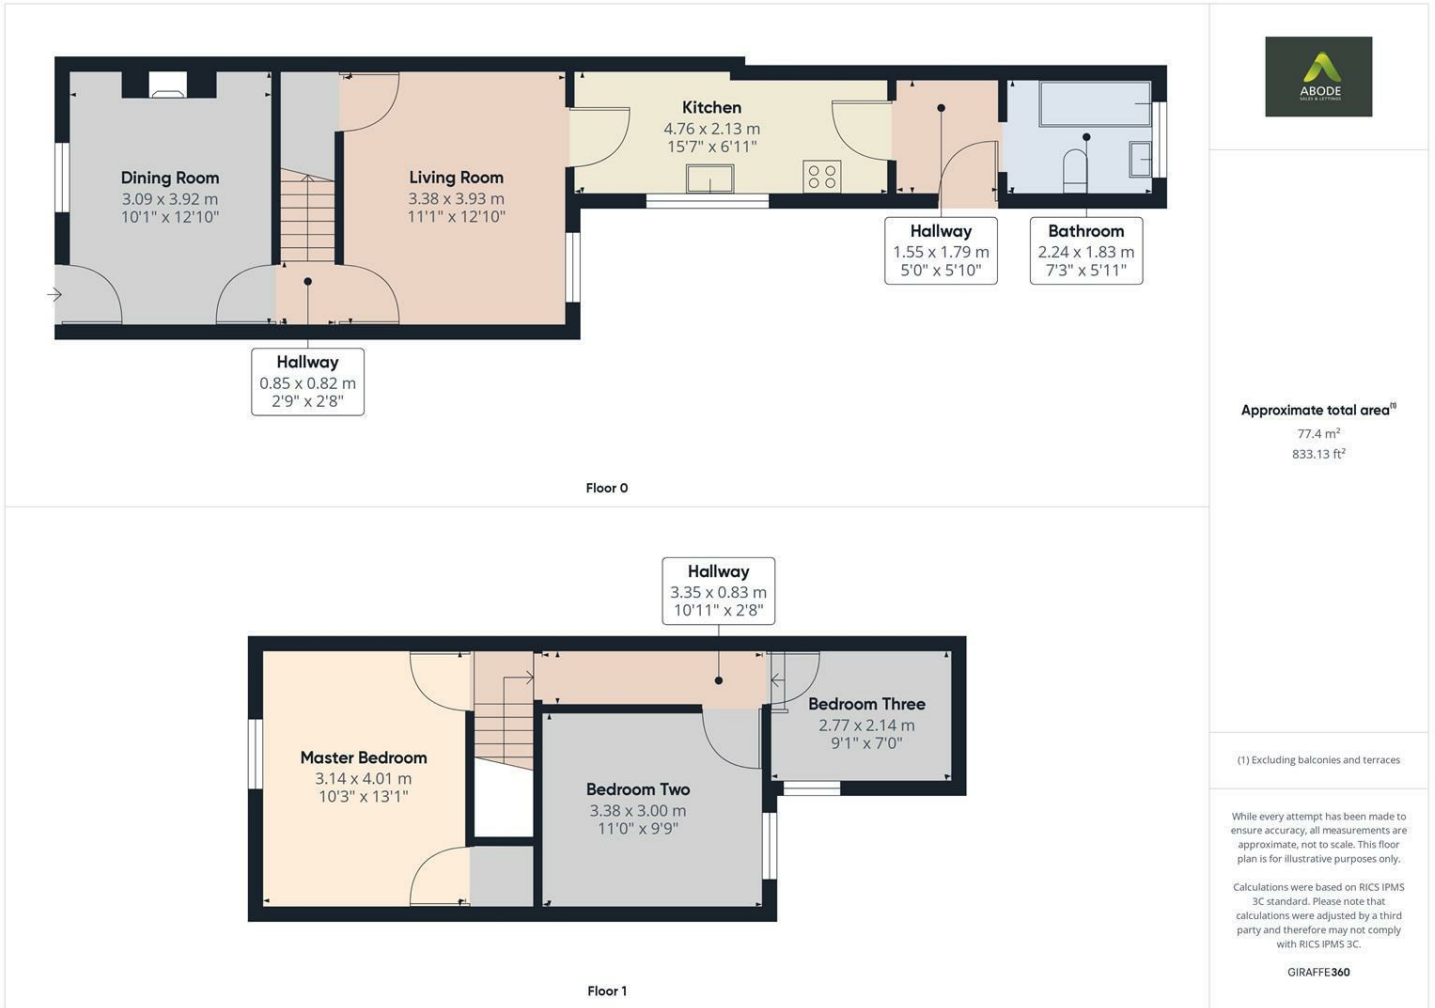 Dining Room
3.09 x 3.92 m
10'1" x 12'10"
Living Room
3.38 x 3.93 m
11'1" x 12'10"
Kitchen
4.76 x 2.13 m
15'7" x 6'11"
Hallway
1.55 x 1.79 m
5'0" x 5'10"
Bathroom
2.24 x 1.83 m
7'3" x 5'11"
Hallway
0.85 x 0.82 m
2'9" x 2'8"
Floor 0
Hallway
3.35 x 0.83 m
10'11" x 2'8"
Master Bedroom
3.14 x 4.01 m
10'3" x 13'1"
Bedroom Two
3.38 x 3.00 m
11'0" x 9'9"
Bedroom Three
2.77 x 2.14 m
9'1" x 7'0"
Floor 1
ABODE
SALES & LETTINGS
Approximate total area(1)
77.4 m²
833.13 ft²
(1) Excluding balconies and terraces
While every attempt has been made to
ensure accuracy, all measurements are
approximate, not to scale. This floor
plan is for illustrative purposes only.
Calculations were based on RICS IPMS
3C standard. Please note that
calculations were adjusted by a third
party and therefore may not comply
with RICS IPMS 3C.
GIRAFFE360